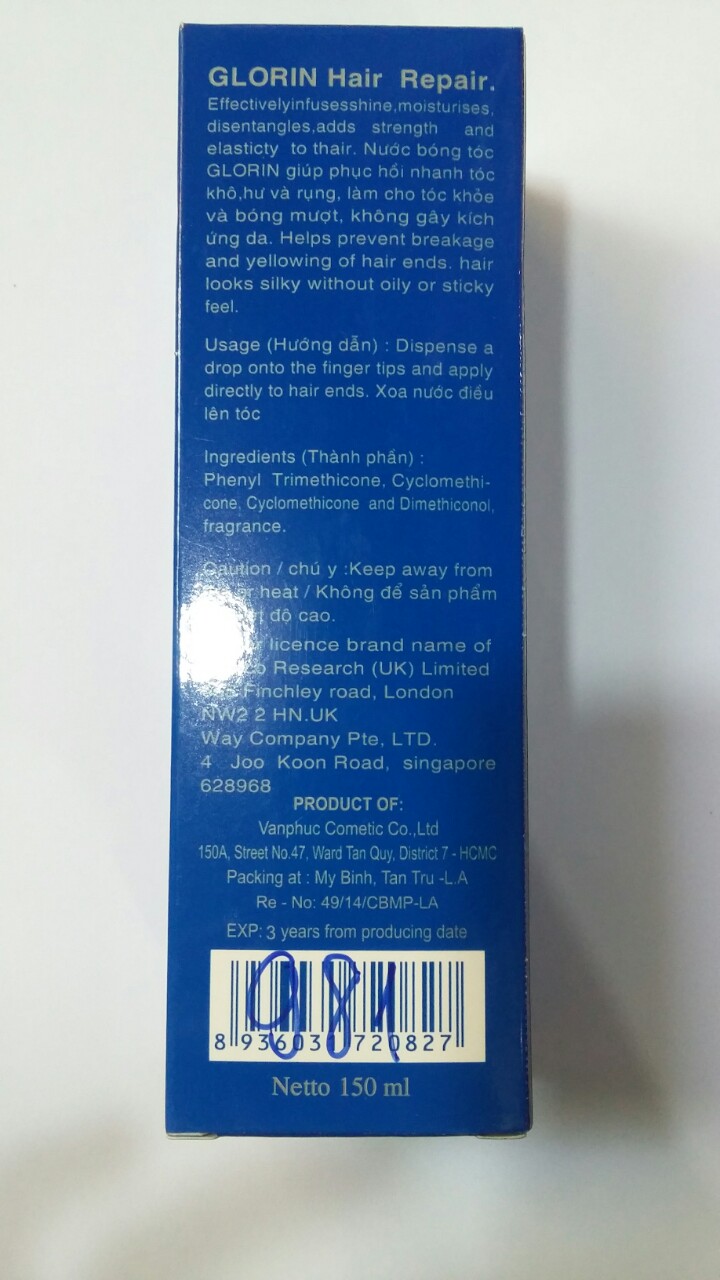 GLORIN Hair Repair.
Effectivelyinfusesshine,moisturises,
disentangles,adds strength and
elasticty to thair. Nước bóng tóc
GLORIN giúp phục hồi nhanh tóc
khô,hư và rụng, làm cho tóc khỏe
và bóng mượt, không gây kích
ứng da. Helps prevent breakage
and yellowing of hair ends. hair
looks silky without oily or sticky
feel.
Usage (Hướng dẫn) : Dispense a
drop onto the finger tips and apply
directly to hair ends. Xoa nước điều
lên tóc
Ingredients (Thành phần) :
Phenyl Trimethicone, Cyclomethi-
cone, Cyclomethicone and Dimethiconol,
fragrance.
Caution / chú y :Keep away from
heat / Không để sản phẩm
độ cao.
licence brand name of
Research (UK) Limited
Finchley road, London
NW2 2 HN.UK
Way Company Pte, LTD.
4 Joo Koon Road, singapore
628968
PRODUCT OF:
Vanphuc Cometic Co.,Ltd
150A, Street No.47, Ward Tan Quy, District 7 - HCMC
Packing at : My Binh, Tan Tru -L.A
Re - No: 49/14/CBMP-LA
EXP: 3 years from producing date
981
8 936031 720827
Netto 150 ml